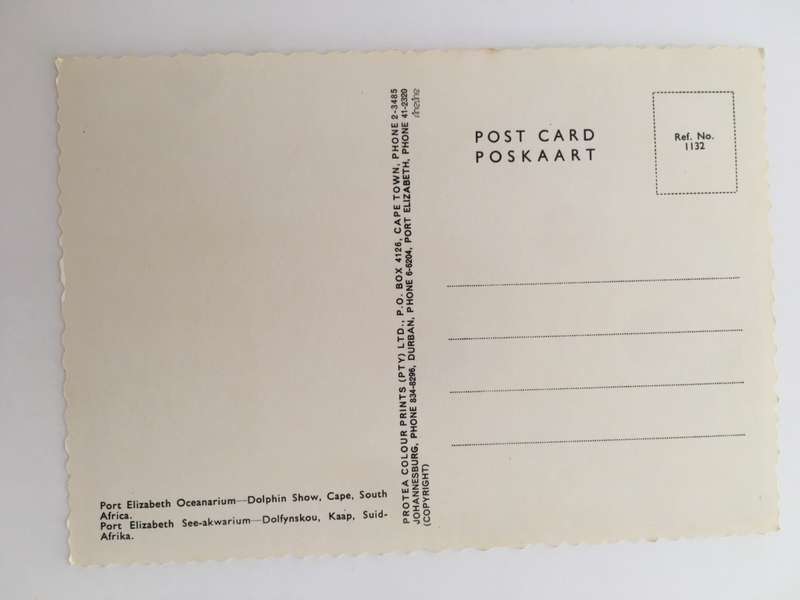 POST CARD
POSKAART
Ref. No.
1132
PROTEA COLOUR PRINTS (PTY) LTD., P.O. BOX 4126, CAPE TOWN, PHONE 2-3485
JOHANNESBURG, PHONE 834-8296, DURBAN, PHONE 6-6204, PORT ELIZABETH, PHONE 41-2320
(COPYRIGHT)
Port Elizabeth Oceanarium—Dolphin Show, Cape, South
Africa.
Port Elizabeth See-akwarium—Dolfynskou, Kaap, Suid-
Afrika.